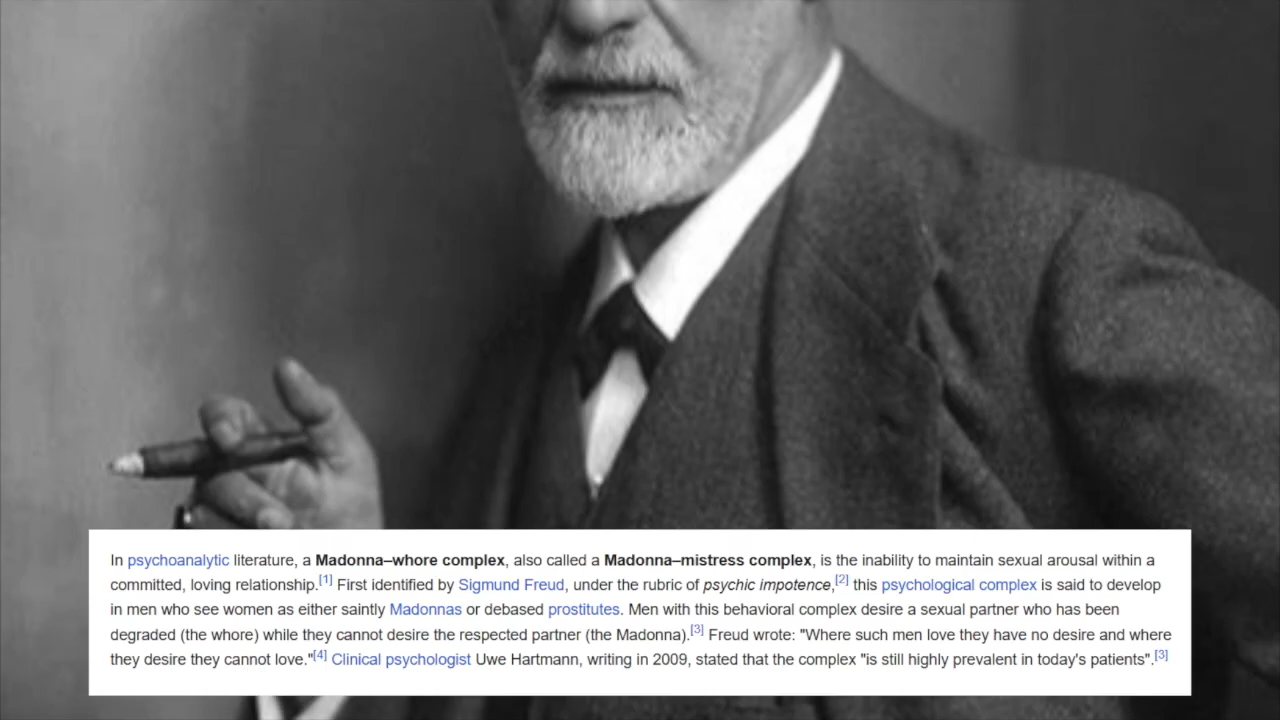 In psychoanalytic literature, a Madonna–whore complex, also called a Madonna–mistress complex, is the inability to maintain sexual arousal within a
committed, loving relationship.[1] First identified by Sigmund Freud, under the rubric of psychic impotence,[2] this psychological complex is said to develop
in men who see women as either saintly Madonnas or debased prostitutes. Men with this behavioral complex desire a sexual partner who has been
degraded (the whore) while they cannot desire the respected partner (the Madonna).[3] Freud wrote: "Where such men love they have no desire and where
they desire they cannot love."[4] Clinical psychologist Uwe Hartmann, writing in 2009, stated that the complex "is still highly prevalent in today's patients".[3]